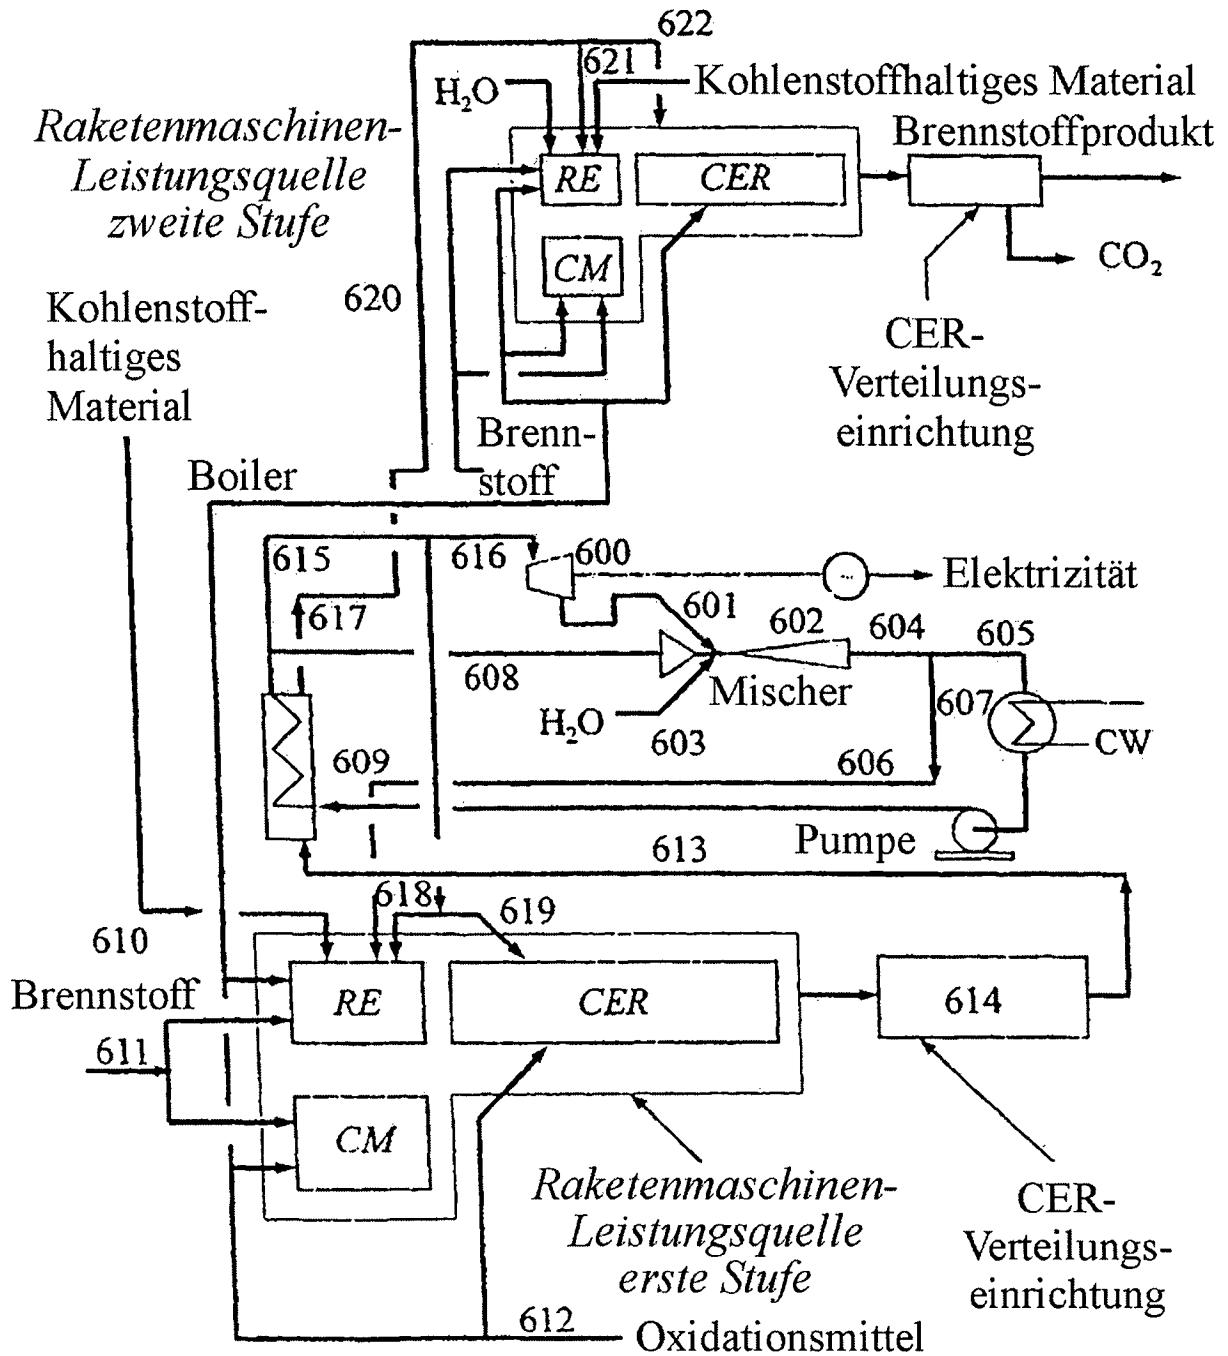 622
621
H₂O
Kohlenstoffhaltiges Material
Raketenmaschinen-
Leistungsquelle
zweite Stufe
Brennstoffprodukt
RE
CER
CM
CO₂
620
Kohlenstoff-
haltiges
Material
CER-
Verteilungs-
einrichtung
Brenn-
stoff
Boiler
615
616
600
Elektrizität
617
601
602
604
605
608
Mischer
607
H₂O
603
CW
609
606
Pumpe
613
618
619
610
Brennstoff
RE
CER
614
611
CM
Raketenmaschinen-
Leistungsquelle
erste Stufe
CER-
Verteilungs-
einrichtung
612
Oxidationsmittel